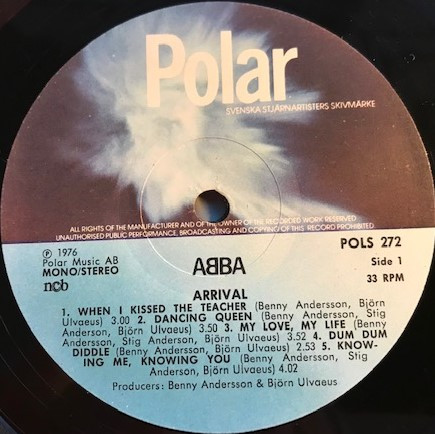 Polar
SVENSKA STJÄRNARTISTERS SKIVMÄRKE
ALL RIGHTS OF THE MANUFACTURER AND OF THE OWNER OF THE RECORDED WORK RESERVED
UNAUTHORISED PUBLIC PERFORMANCE, BROADCASTING AND COPYING OF THIS RECORD PROHIBITED
℗ 1976
Polar Music AB
MONO/STEREO
ncb
POLS 272
Side 1
33 RPM
ABBA
ARRIVAL
1. WHEN I KISSED THE TEACHER (Benny Andersson, Björn
Ulvaeus) 3.00 2. DANCING QUEEN (Benny Andersson, Stig
Anderson, Björn Ulvaeus) 3.50 3. MY LOVE, MY LIFE (Benny
Andersson, Stig Anderson, Björn Ulvaeus) 3.52 4. DUM DUM
DIDDLE (Benny Andersson, Björn Ulvaeus) 2.53 5. KNOW-
ING ME, KNOWING YOU (Benny Andersson, Stig
Anderson, Björn Ulvaeus) 4.02
Producers: Benny Andersson & Björn Ulvaeus